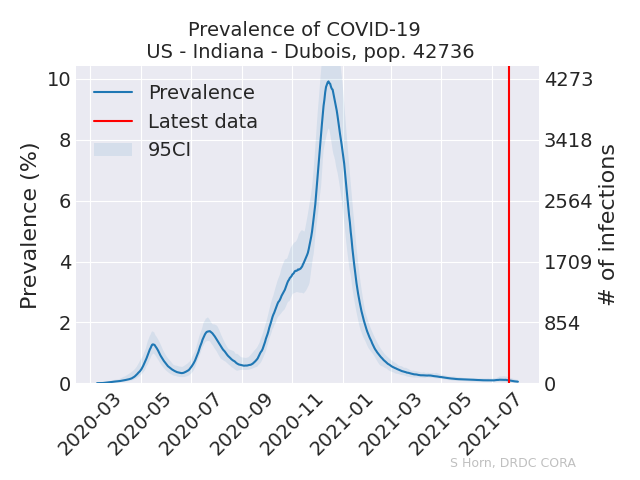 Prevalence of COVID-19
US - Indiana - Dubois, pop. 42736
Prevalence
Latest data
95CI
Prevalence (%)
10
8
6
4
2
0
4273
3418
2564
1709
854
0
# of infections
2020-03
2020-05
2020-07
2020-09
2020-11
2021-01
2021-03
2021-05
2021-07
S Horn, DRDC CORA